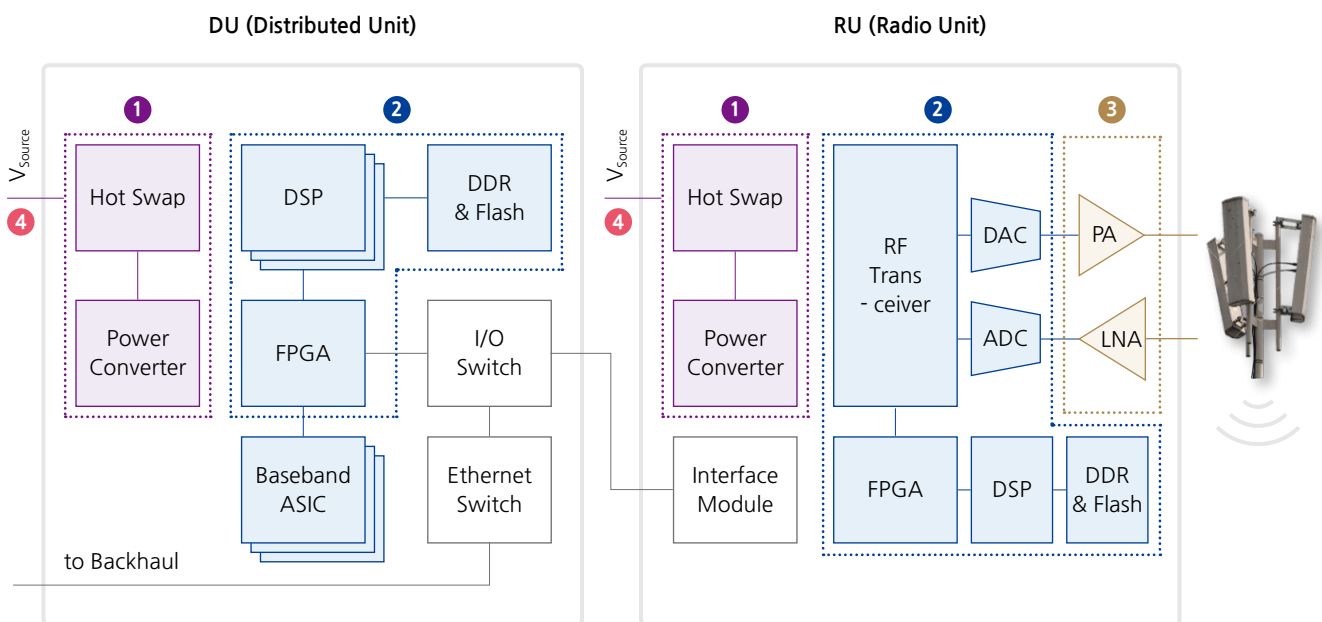 DU (Distributed Unit)
1
2
V Source
4
Hot Swap
DSP
DDR
& Flash
Power
Converter
FPGA
I/O
Switch
Baseband
ASIC
Ethernet
Switch
to Backhaul
RU (Radio Unit)
1
2
3
V Source
4
Hot Swap
RF
Trans
- ceiver
DAC
PA
Power
Converter
ADC
LNA
Interface
Module
FPGA
DSP
DDR
& Flash